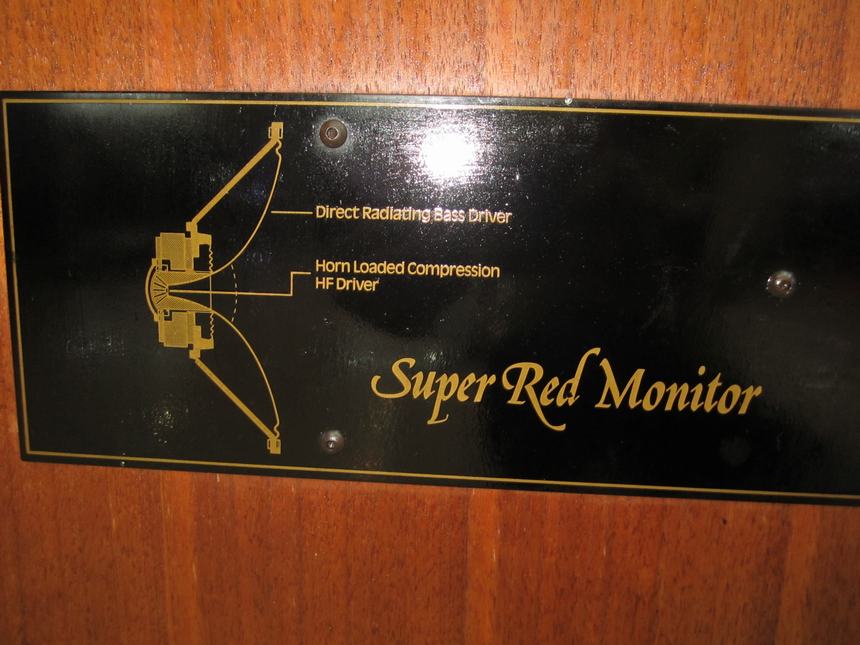 Direct Radiating Bass Driver
Horn Loaded Compression
HF Driver
Super Red Monitor